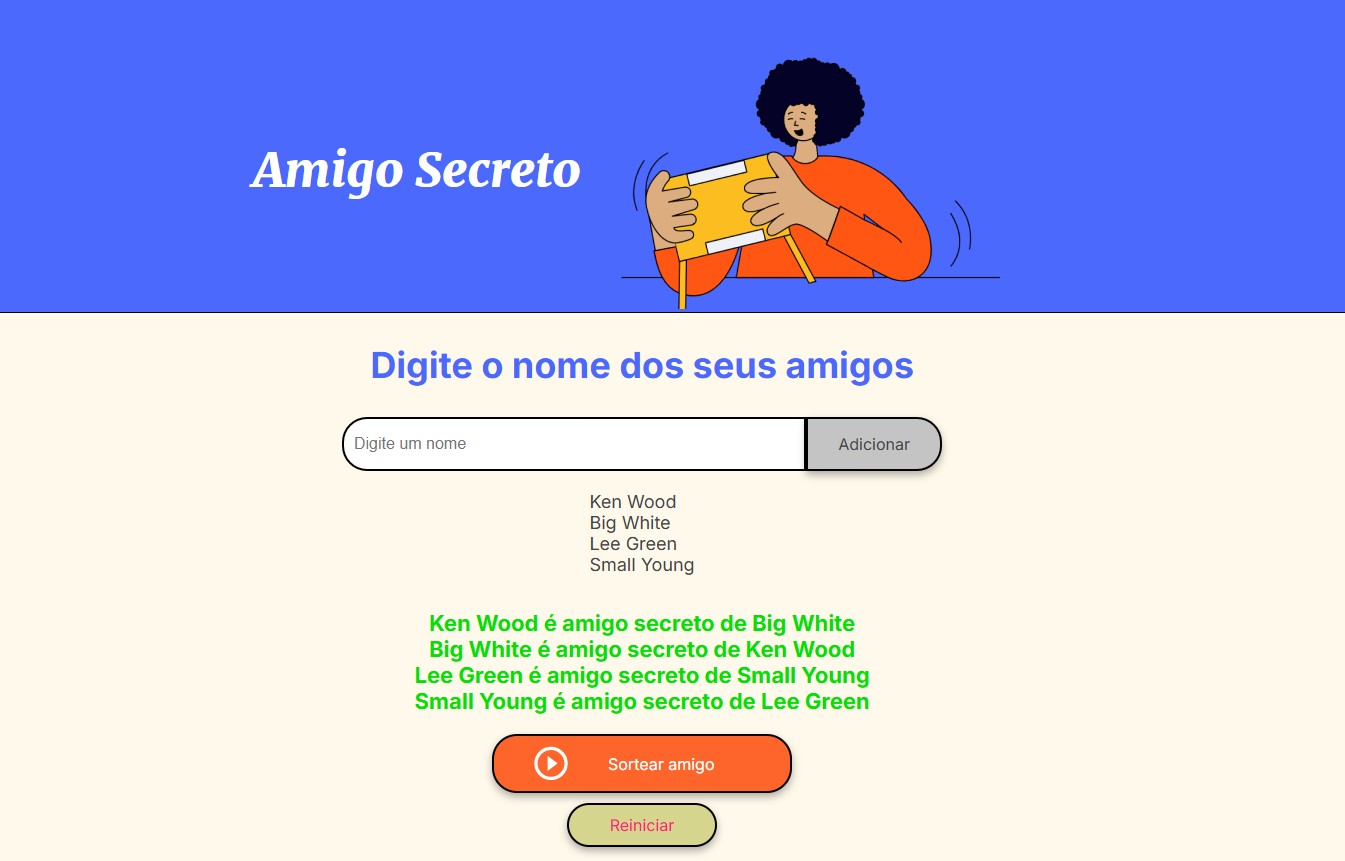 Amigo Secreto
Digite o nome dos seus amigos
Digite um nome
Adicionar
Ken Wood
Big White
Lee Green
Small Young
Ken Wood é amigo secreto de Big White
Big White é amigo secreto de Ken Wood
Lee Green é amigo secreto de Small Young
Small Young é amigo secreto de Lee Green
Sortear amigo
Reiniciar